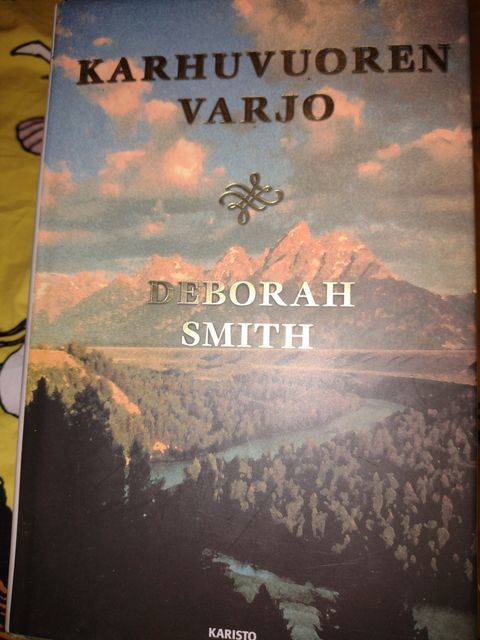 KARHUVUOREN
VARJO
DEBORAH
SMITH
KARISTO